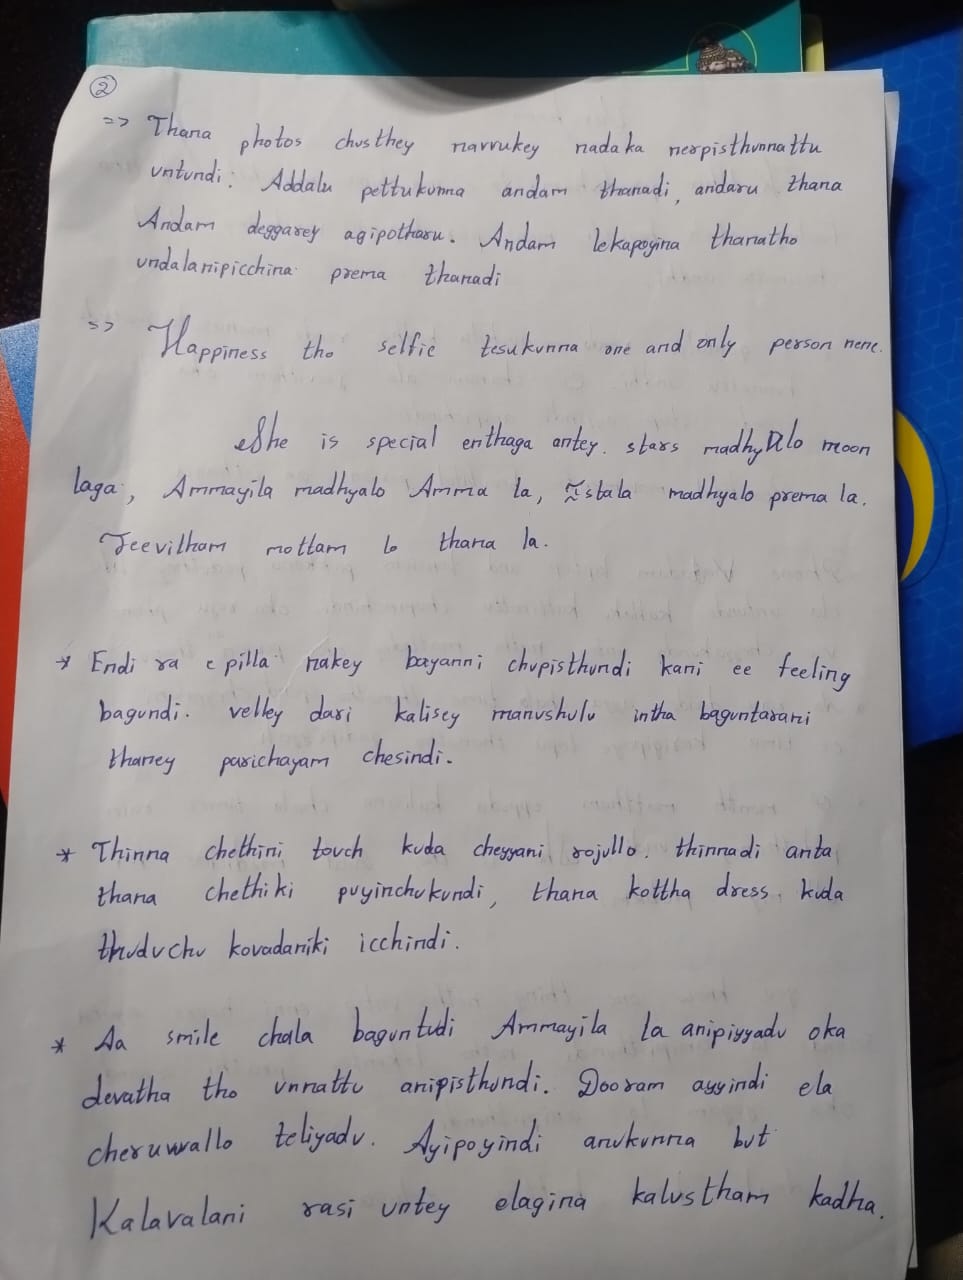 ②
=> Thana photos chusthey navvukey nadaka nerpisthunnattu
untundi. Addalu pettukunna andam thanadi, andaru thana
Andam deggarey agipotharu. Andam lekapoyina thanatho
undalanipicchina prema thanadi
=> Happiness tho selfie tesukunna one and only person nene.
She is special enthaga antey. stars madhyalo moon
laga, Ammayila madhyalo Amma la, Istala madhyalo prema la.
Jeevitham mottam lo thana la.
* Endi ra e pilla nakey bayanni chupisthundi kani ee feeling
bagundi. velley dari kalisey manushulu intha baguntarani
thaney parichayam chesindi.
* Thinna chethini touch kuda cheyyani rojullo. thinnadi anta
thana chethiki puyinchukundi, thana kottha dress kuda
thuduchu kovadaniki icchindi.
* Aa smile chala baguntudi Ammayila la anipiyyadu oka
devatha tho unnattu anipisthundi. Dooram ayyindi ela
cheruwallo teliyadu. Ayipoyindi anukunna but
Kalavalani rasi untey elagina kalustham kadha.